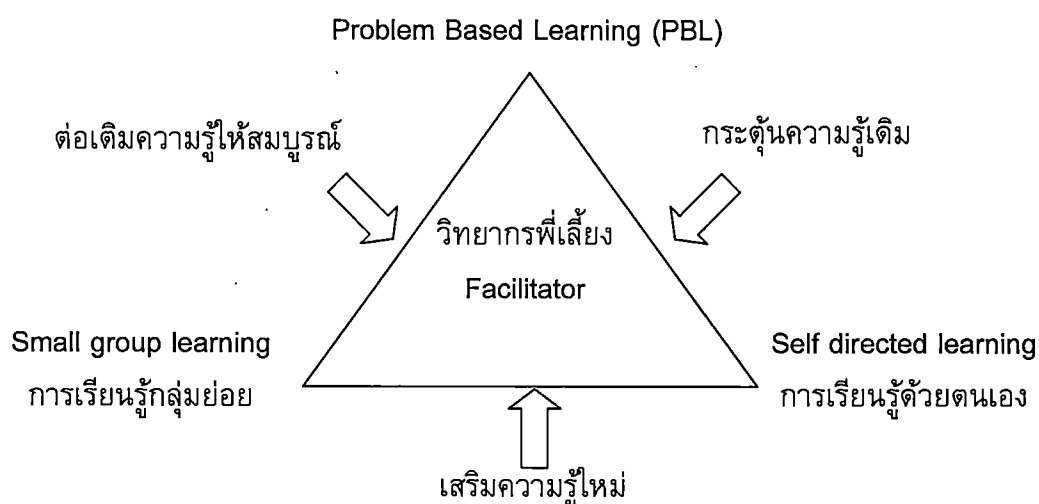 Problem Based Learning (PBL)
ต่อเติมความรู้ให้สมบูรณ์
กระตุ้นความรู้เดิม
วิทยากรพี่เลี้ยง
Facilitator
Small group learning
การเรียนรู้กลุ่มย่อย
Self directed learning
การเรียนรู้ด้วยตนเอง
เสริมความรู้ใหม่